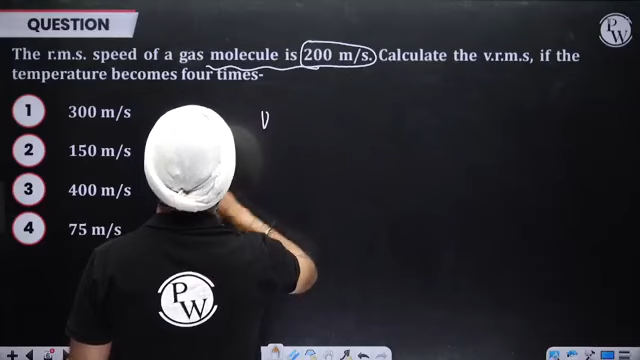 QUESTION
The r.m.s. speed of a gas molecule is 200 m/s. Calculate the v.r.m.s, if the
temperature becomes four times-
1 300 m/s
2 150 m/s
3 400 m/s
4 75 m/s
V
PW
PW